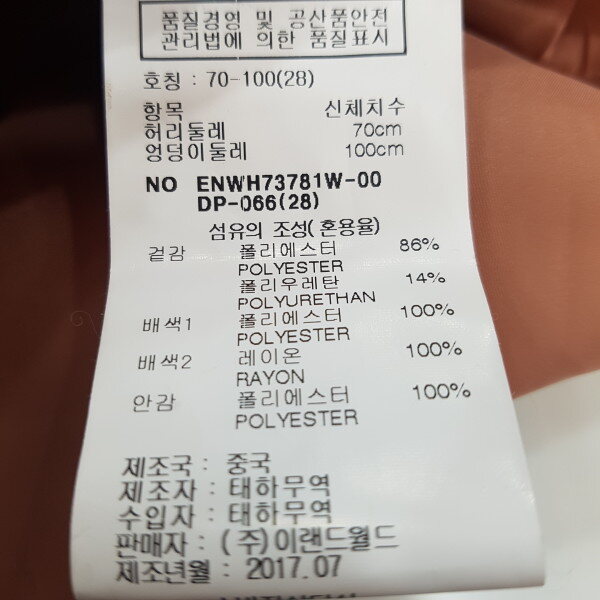 품질경영 및 공산품안전
관리법에 의한 품질표시
호칭 : 70-100(28)
항목 신체치수
허리둘레 70cm
엉덩이둘레 100cm
NO ENWH73781W-00
DP-066(28)
섬유의 조성(혼용율)
겉감 폴리에스터 86%
POLYESTER
폴리우레탄 14%
POLYURETHAN
배색1 폴리에스터 100%
POLYESTER
배색2 레이온 100%
RAYON
안감 폴리에스터 100%
POLYESTER
제조국 : 중국
제조자 : 태하무역
수입자 : 태하무역
판매자 : (주)이랜드월드
제조년월 : 2017.07